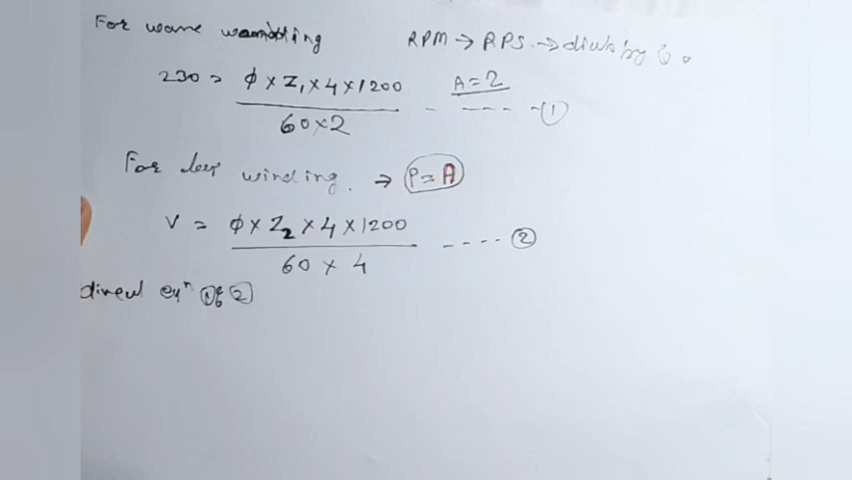 For wave winding RPM → RPS → divide by 60
230 = ϕ × Z₁ × 4 × 1200 / 60×2 - A = 2 ---- - ①
For lap winding. → P = A
V = ϕ × Z₂ × 4 × 1200 / 60 × 4 ---- ②
eqⁿ ① & ②